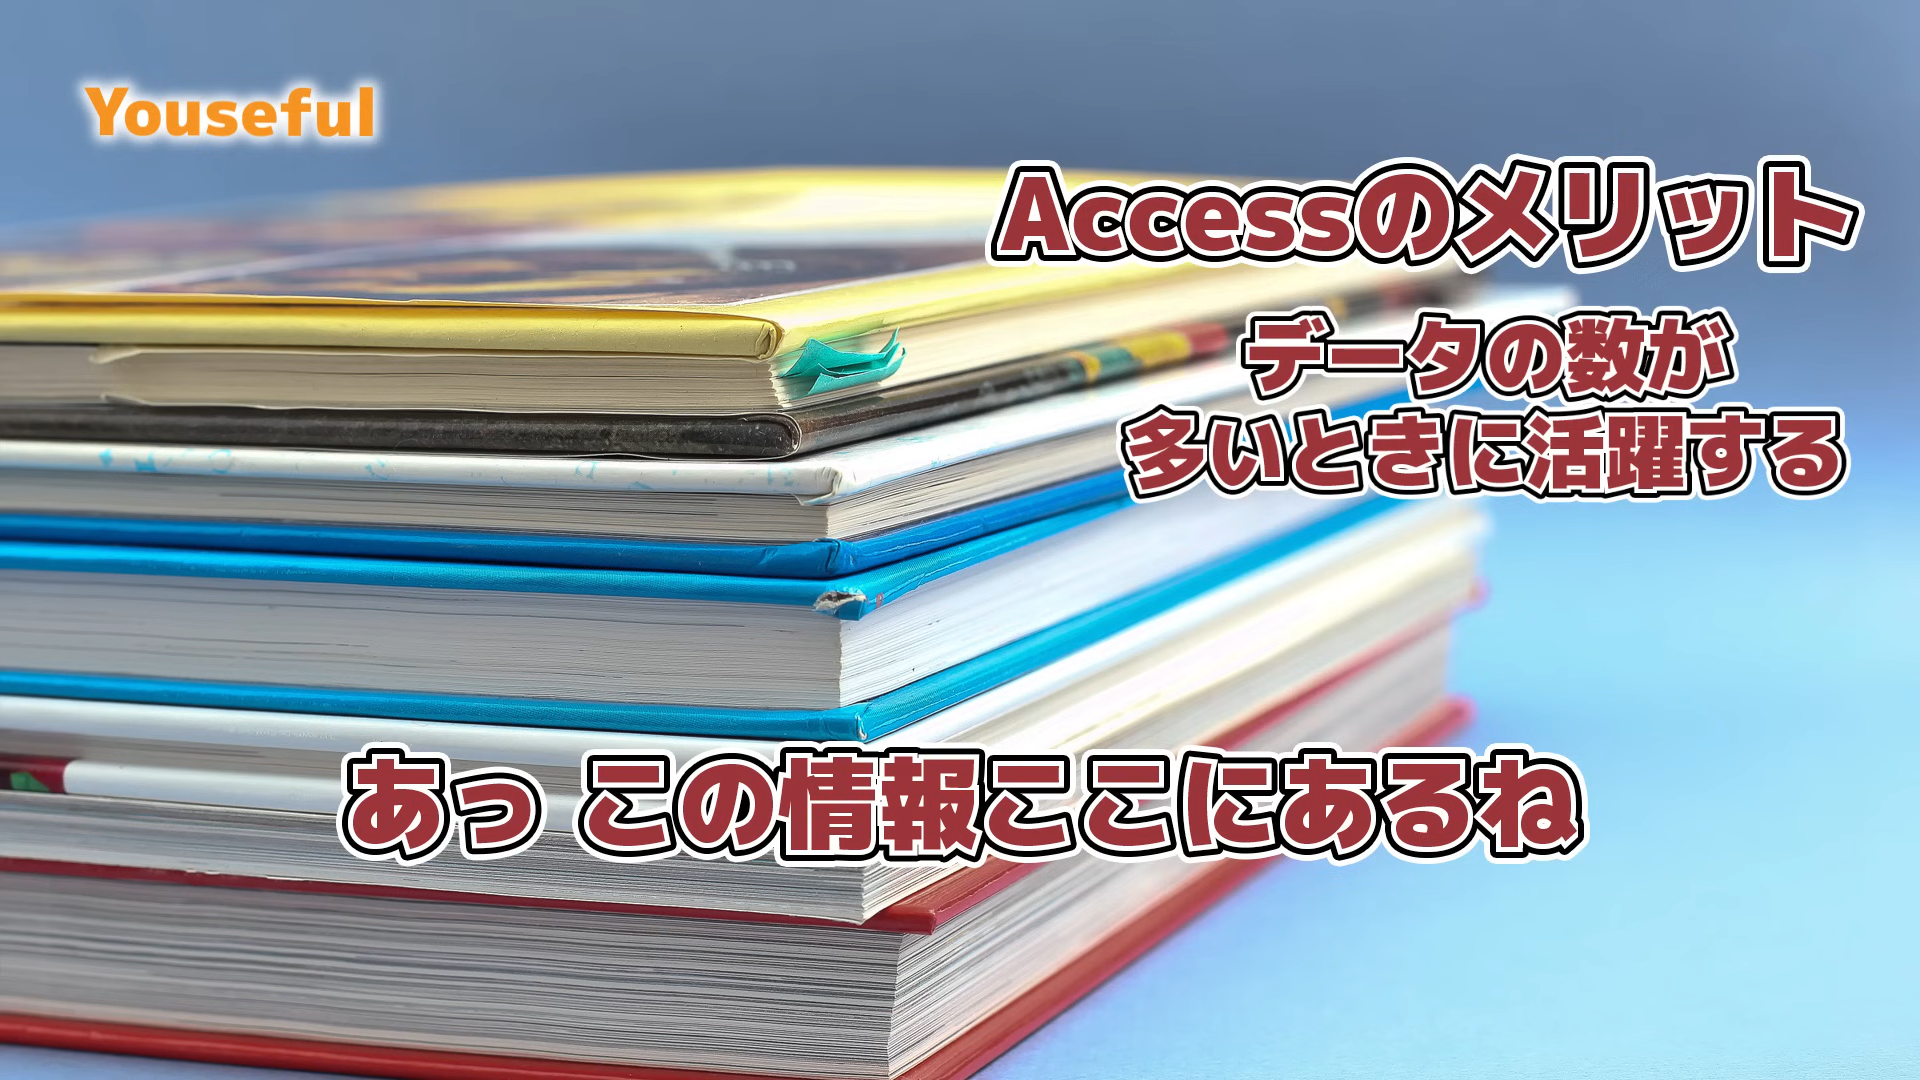 Youseful
Accessのメリット
データの数が
多いときに活躍する
あっ この情報ここにあるね